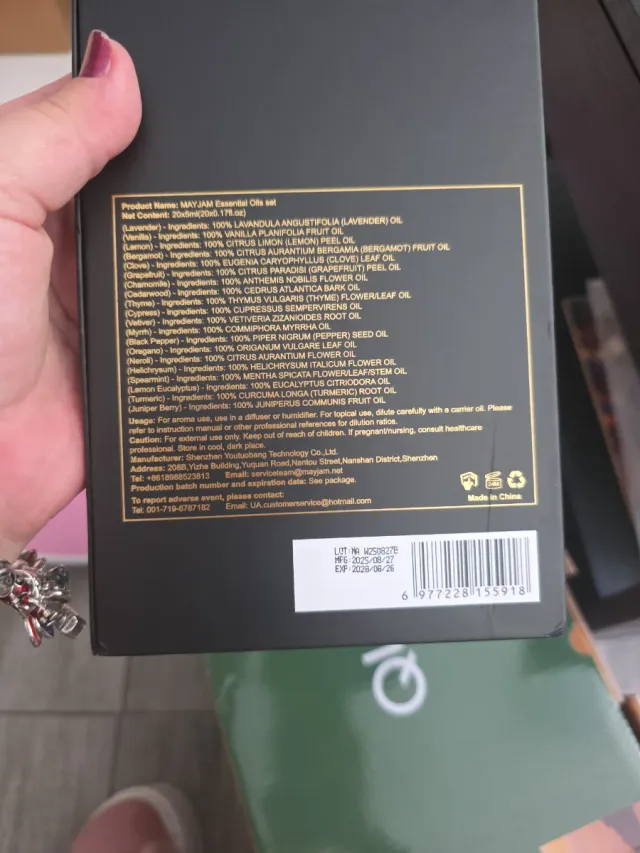 Product Name: MAYJAM Essential Oils set
Net Content: 20x5ml(20x0.17fl.oz)
(Lavender) - Ingredients: 100% LAVANDULA ANGUSTIFOLIA (LAVENDER) OIL
(Vanilla) - Ingredients: 100% VANILLA PLANIFOLIA FRUIT OIL
(Lemon) - Ingredients: 100% CITRUS LIMON (LEMON) PEEL OIL
(Bergamot) - Ingredients: 100% CITRUS AURANTIUM BERGAMIA (BERGAMOT) FRUIT OIL
(Clove) - Ingredients: 100% EUGENIA CARYOPHYLLUS (CLOVE) LEAF OIL
(Grapefruit) - Ingredients: 100% CITRUS PARADISI (GRAPEFRUIT) PEEL OIL
(Chamomile) - Ingredients: 100% ANTHEMIS NOBILIS FLOWER OIL
(Cedarwood) - Ingredients: 100% CEDRUS ATLANTICA BARK OIL
(Thyme) - Ingredients: 100% THYMUS VULGARIS (THYME) FLOWER/LEAF OIL
(Cypress) - Ingredients: 100% CUPRESSUS SEMPERVIRENS OIL
(Vetiver) - Ingredients: 100% VETIVERIA ZIZANIOIDES ROOT OIL
(Myrrh) - Ingredients: 100% COMMIPHORA MYRRHA OIL
(Black Pepper) - Ingredients: 100% PIPER NIGRUM (PEPPER) SEED OIL
(Oregano) - Ingredients: 100% ORIGANUM VULGARE LEAF OIL
(Neroli) - Ingredients: 100% CITRUS AURANTIUM FLOWER OIL
(Helichrysum) - Ingredients: 100% HELICHRYSUM ITALICUM FLOWER OIL
(Spearmint) - Ingredients: 100% MENTHA SPICATA FLOWER/LEAF/STEM OIL
(Lemon Eucalyptus) - Ingredients: 100% EUCALYPTUS CITRIODORA OIL
(Turmeric) - Ingredients: 100% CURCUMA LONGA (TURMERIC) ROOT OIL
(Juniper Berry) - Ingredients: 100% JUNIPERUS COMMUNIS FRUIT OIL
Usage: For aroma use, use in a diffuser or humidifier. For topical use, dilute carefully with a carrier oil. Please
refer to instruction manual or other professional references for dilution ratios.
Caution: For external use only. Keep out of reach of children. If pregnant/nursing, consult healthcare
professional. Store in cool, dark place.
Manufacturer: Shenzhen Youtuobang Technology Co.,Ltd.
Address: 208B,Yizhe Building,Yuquan Road,Nantou Street,Nanshan District,Shenzhen
Tel: +8618988523813 Email: serviceteam@mayjam.net
Production batch number and expiration date: See package.
To report adverse event, please contact:
Tel: 001-719-6787182 Email: UA.customerservice@hotmail.com
24M
Made in China
LOT:NA W250827E
MFG:2025/08/27
EXP:2028/08/26
6 977228 155918